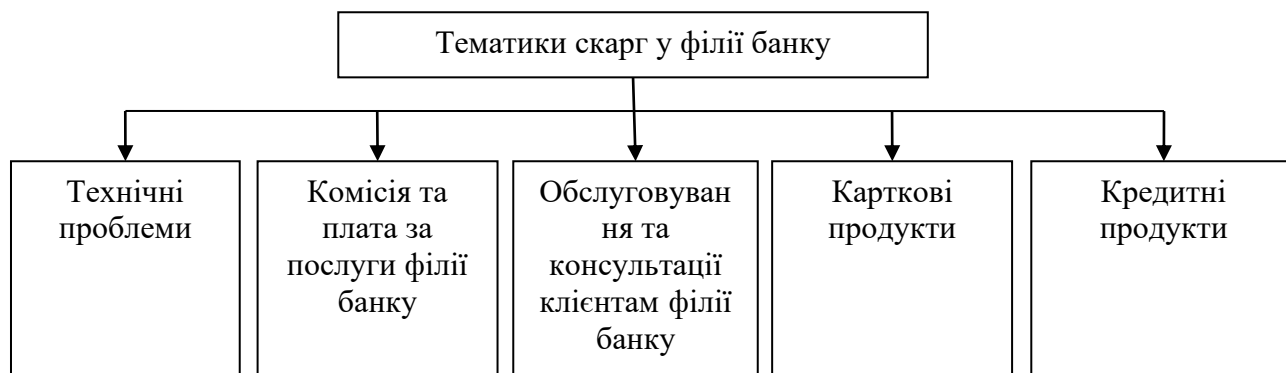 Тематики скарг у філії банку
Технічні
проблеми
Комісія та
плата за
послуги філії
банку
Обслуговуван
ня та
консультації
клієнтам філії
банку
Карткові
продукти
Кредитні
продукти